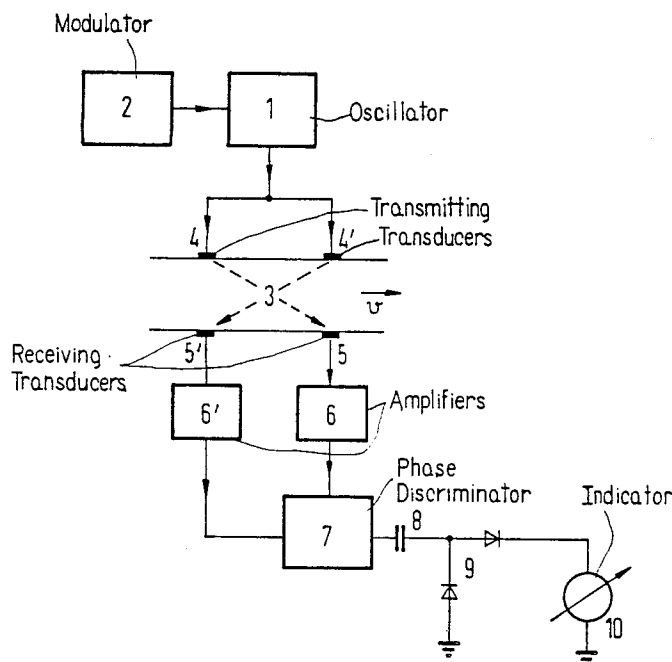 Modulator
2
1
Oscillator
4
4'
Transmitting
Transducers
3
v
Receiving
Transducers
5'
5
6'
6
Amplifiers
Phase
Discriminator
7
8
9
Indicator
10